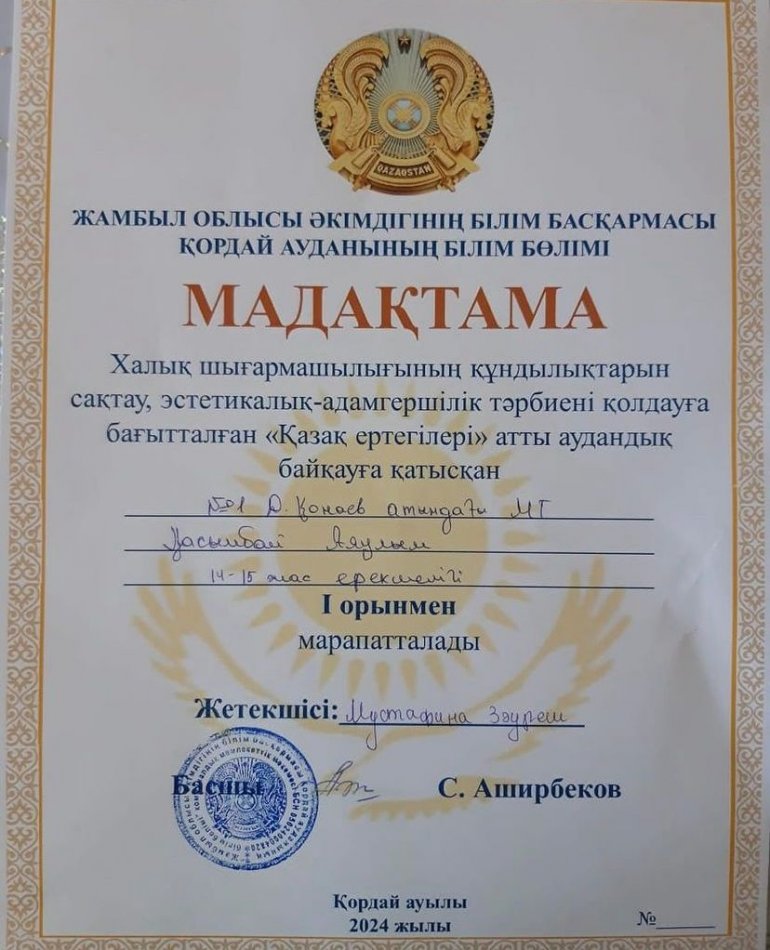 QAZAQSTAN
ЖАМБЫЛ ОБЛЫСЫ ӘКІМДІГІНІҢ БІЛІМ БАСҚАРМАСЫ
ҚОРДАЙ АУДАНЫНЫҢ БІЛІМ БӨЛІМІ
МАДАҚТАМА
Халық шығармашылығының құндылықтарын
сақтау, эстетикалық-адамгершілік тәрбиені қолдауға
бағытталған «Қазақ ертегілері» атты аудандық
байқауға қатысқан
№1 Д. Қонаев атындағы МГ
Аяулым
14-15 жас ерекшелігі
І орынмен
марапатталады
Жетекшісі: Мустафина Зәуреш
Басшы С. Аширбеков
Қордай ауылы
2024 жылы
№